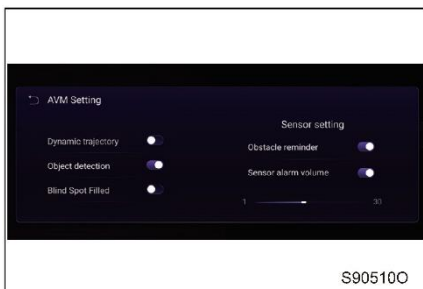 AVM Setting
Dynamic trajectory
Object detection
Blind Spot Filled
Sensor setting
Obstacle reminder
Sensor alarm volume
1 30
S90510O